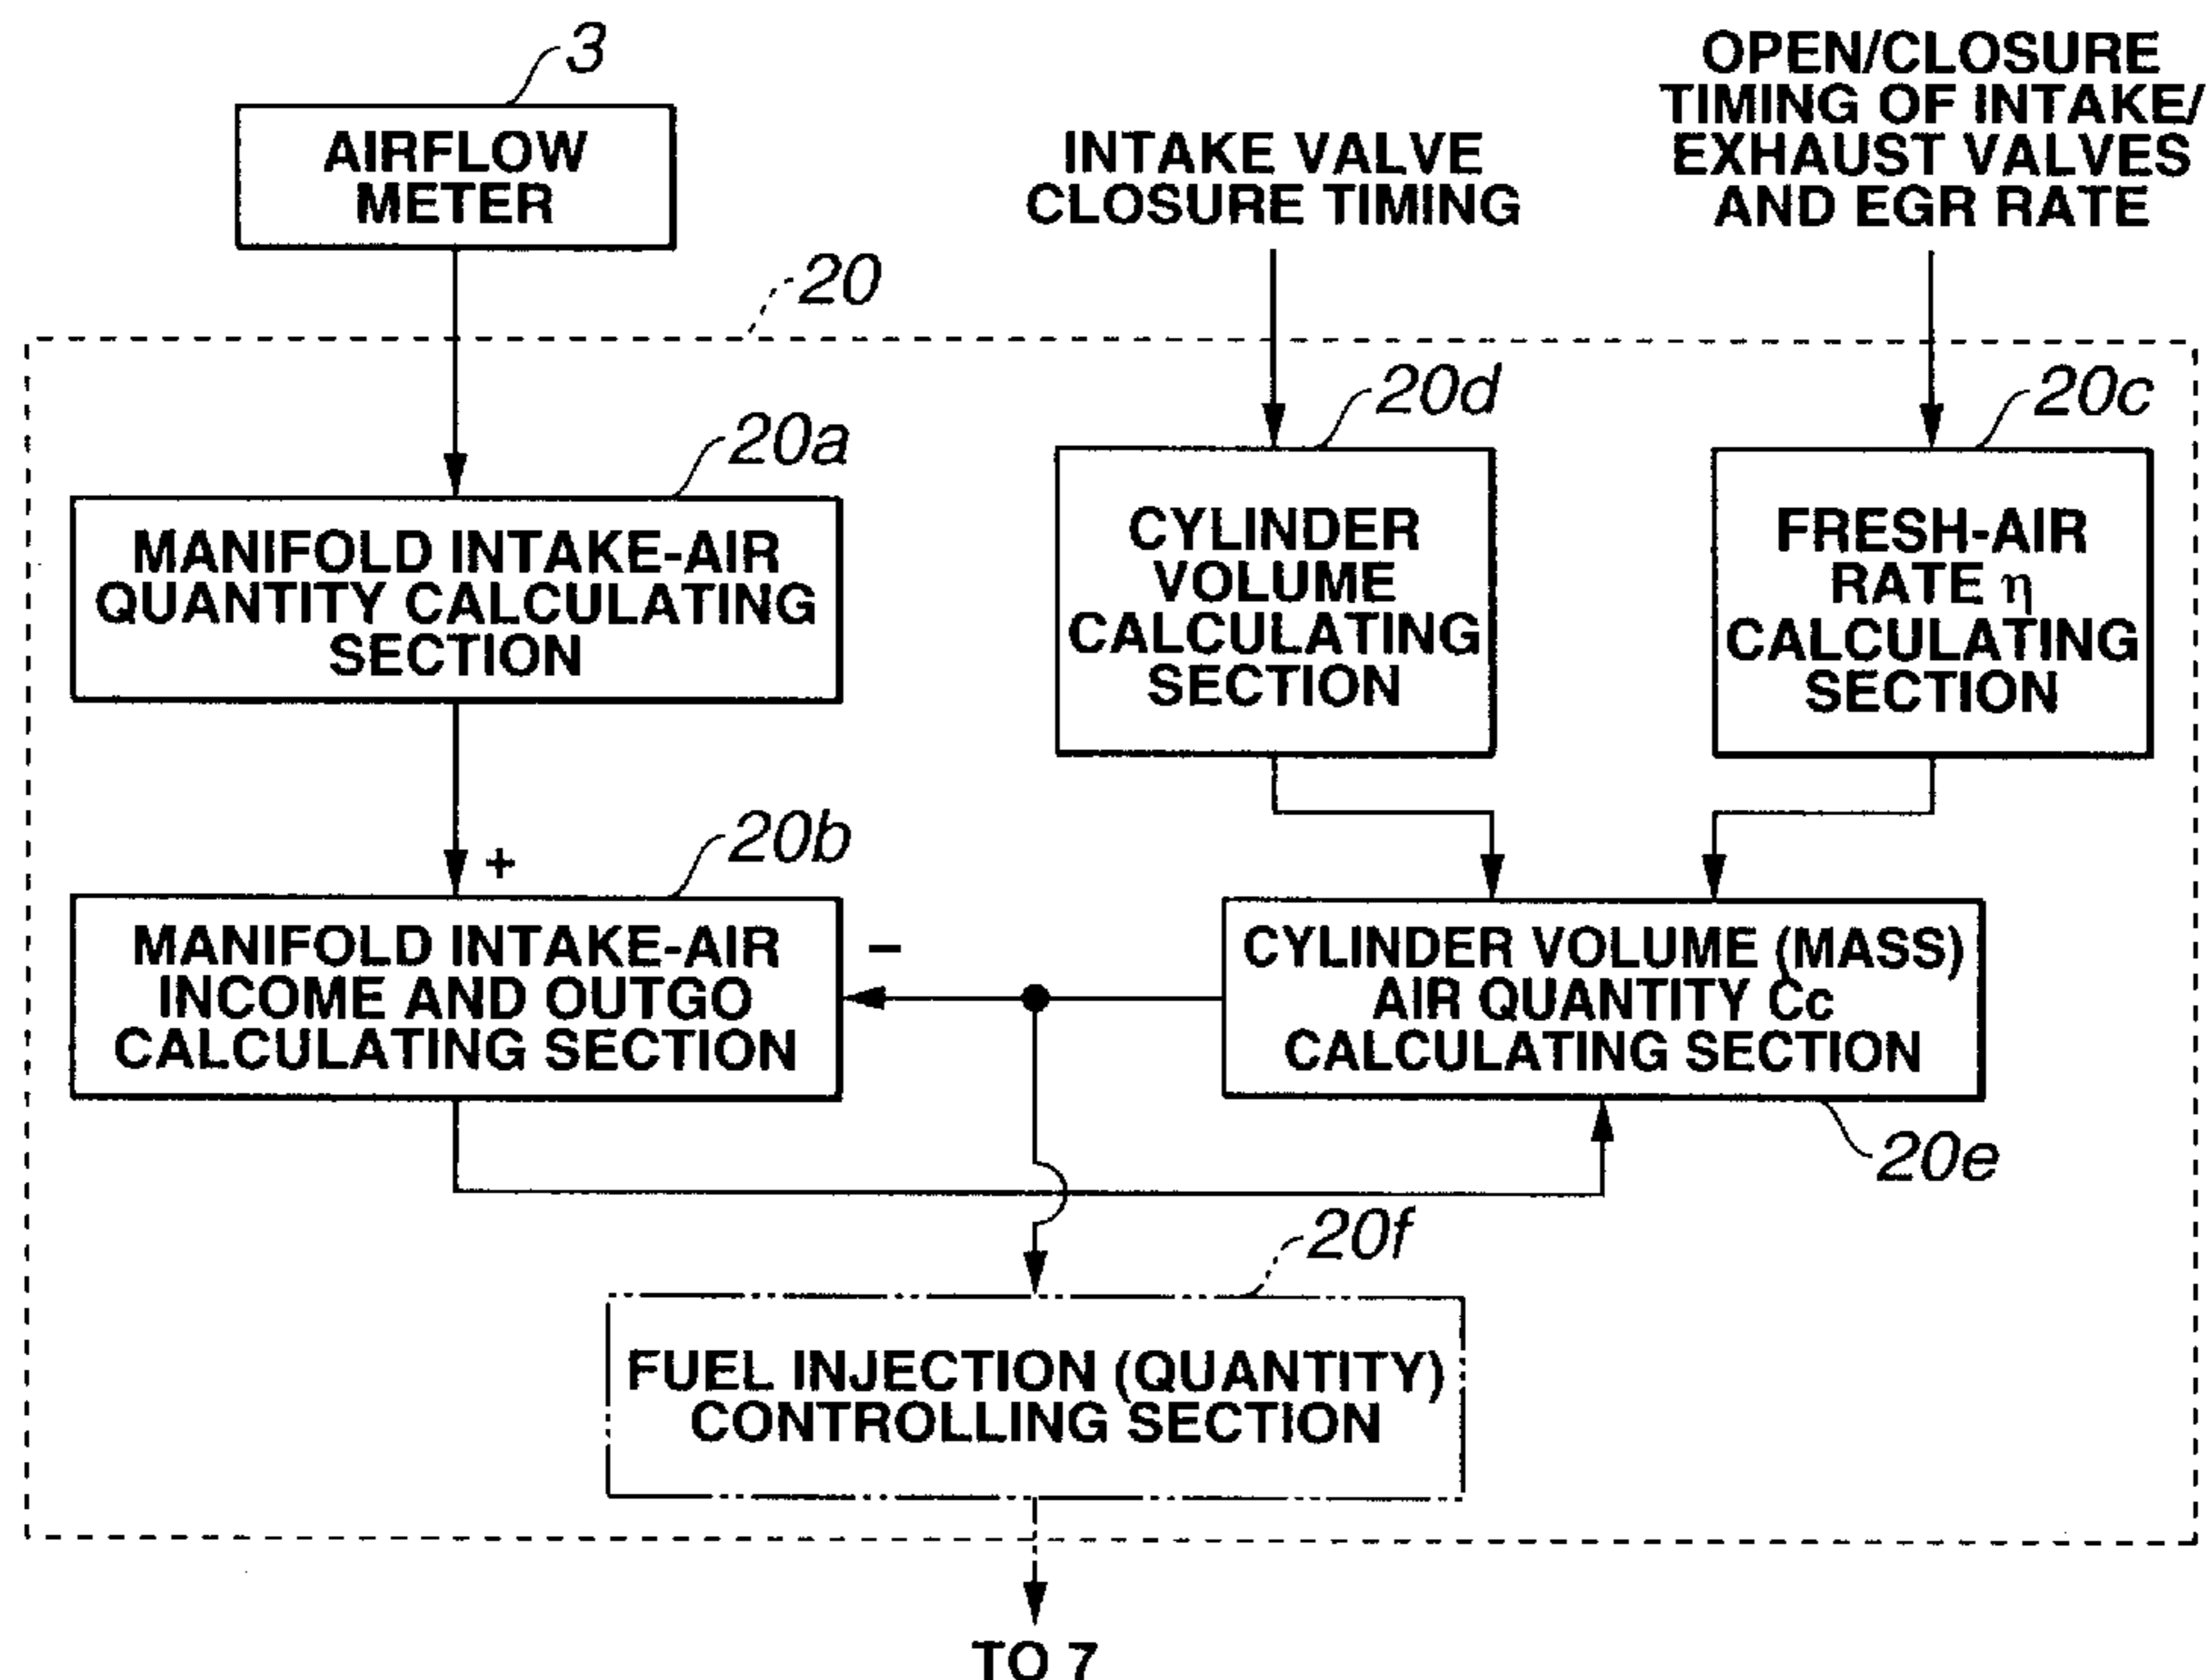 3
AIRFLOW
METER
INTAKE VALVE
CLOSURE TIMING
OPEN/CLOSURE
TIMING OF INTAKE/
EXHAUST VALVES
AND EGR RATE
20
20a
MANIFOLD INTAKE-AIR
QUANTITY CALCULATING
SECTION
20d
CYLINDER
VOLUME
CALCULATING
SECTION
20c
FRESH-AIR
RATE η
CALCULATING
SECTION
+
20b
MANIFOLD INTAKE-AIR
INCOME AND OUTGO
CALCULATING SECTION
–
CYLINDER VOLUME (MASS)
AIR QUANTITY Cc
CALCULATING SECTION
20e
20f
FUEL INJECTION (QUANTITY)
CONTROLLING SECTION
TO 7